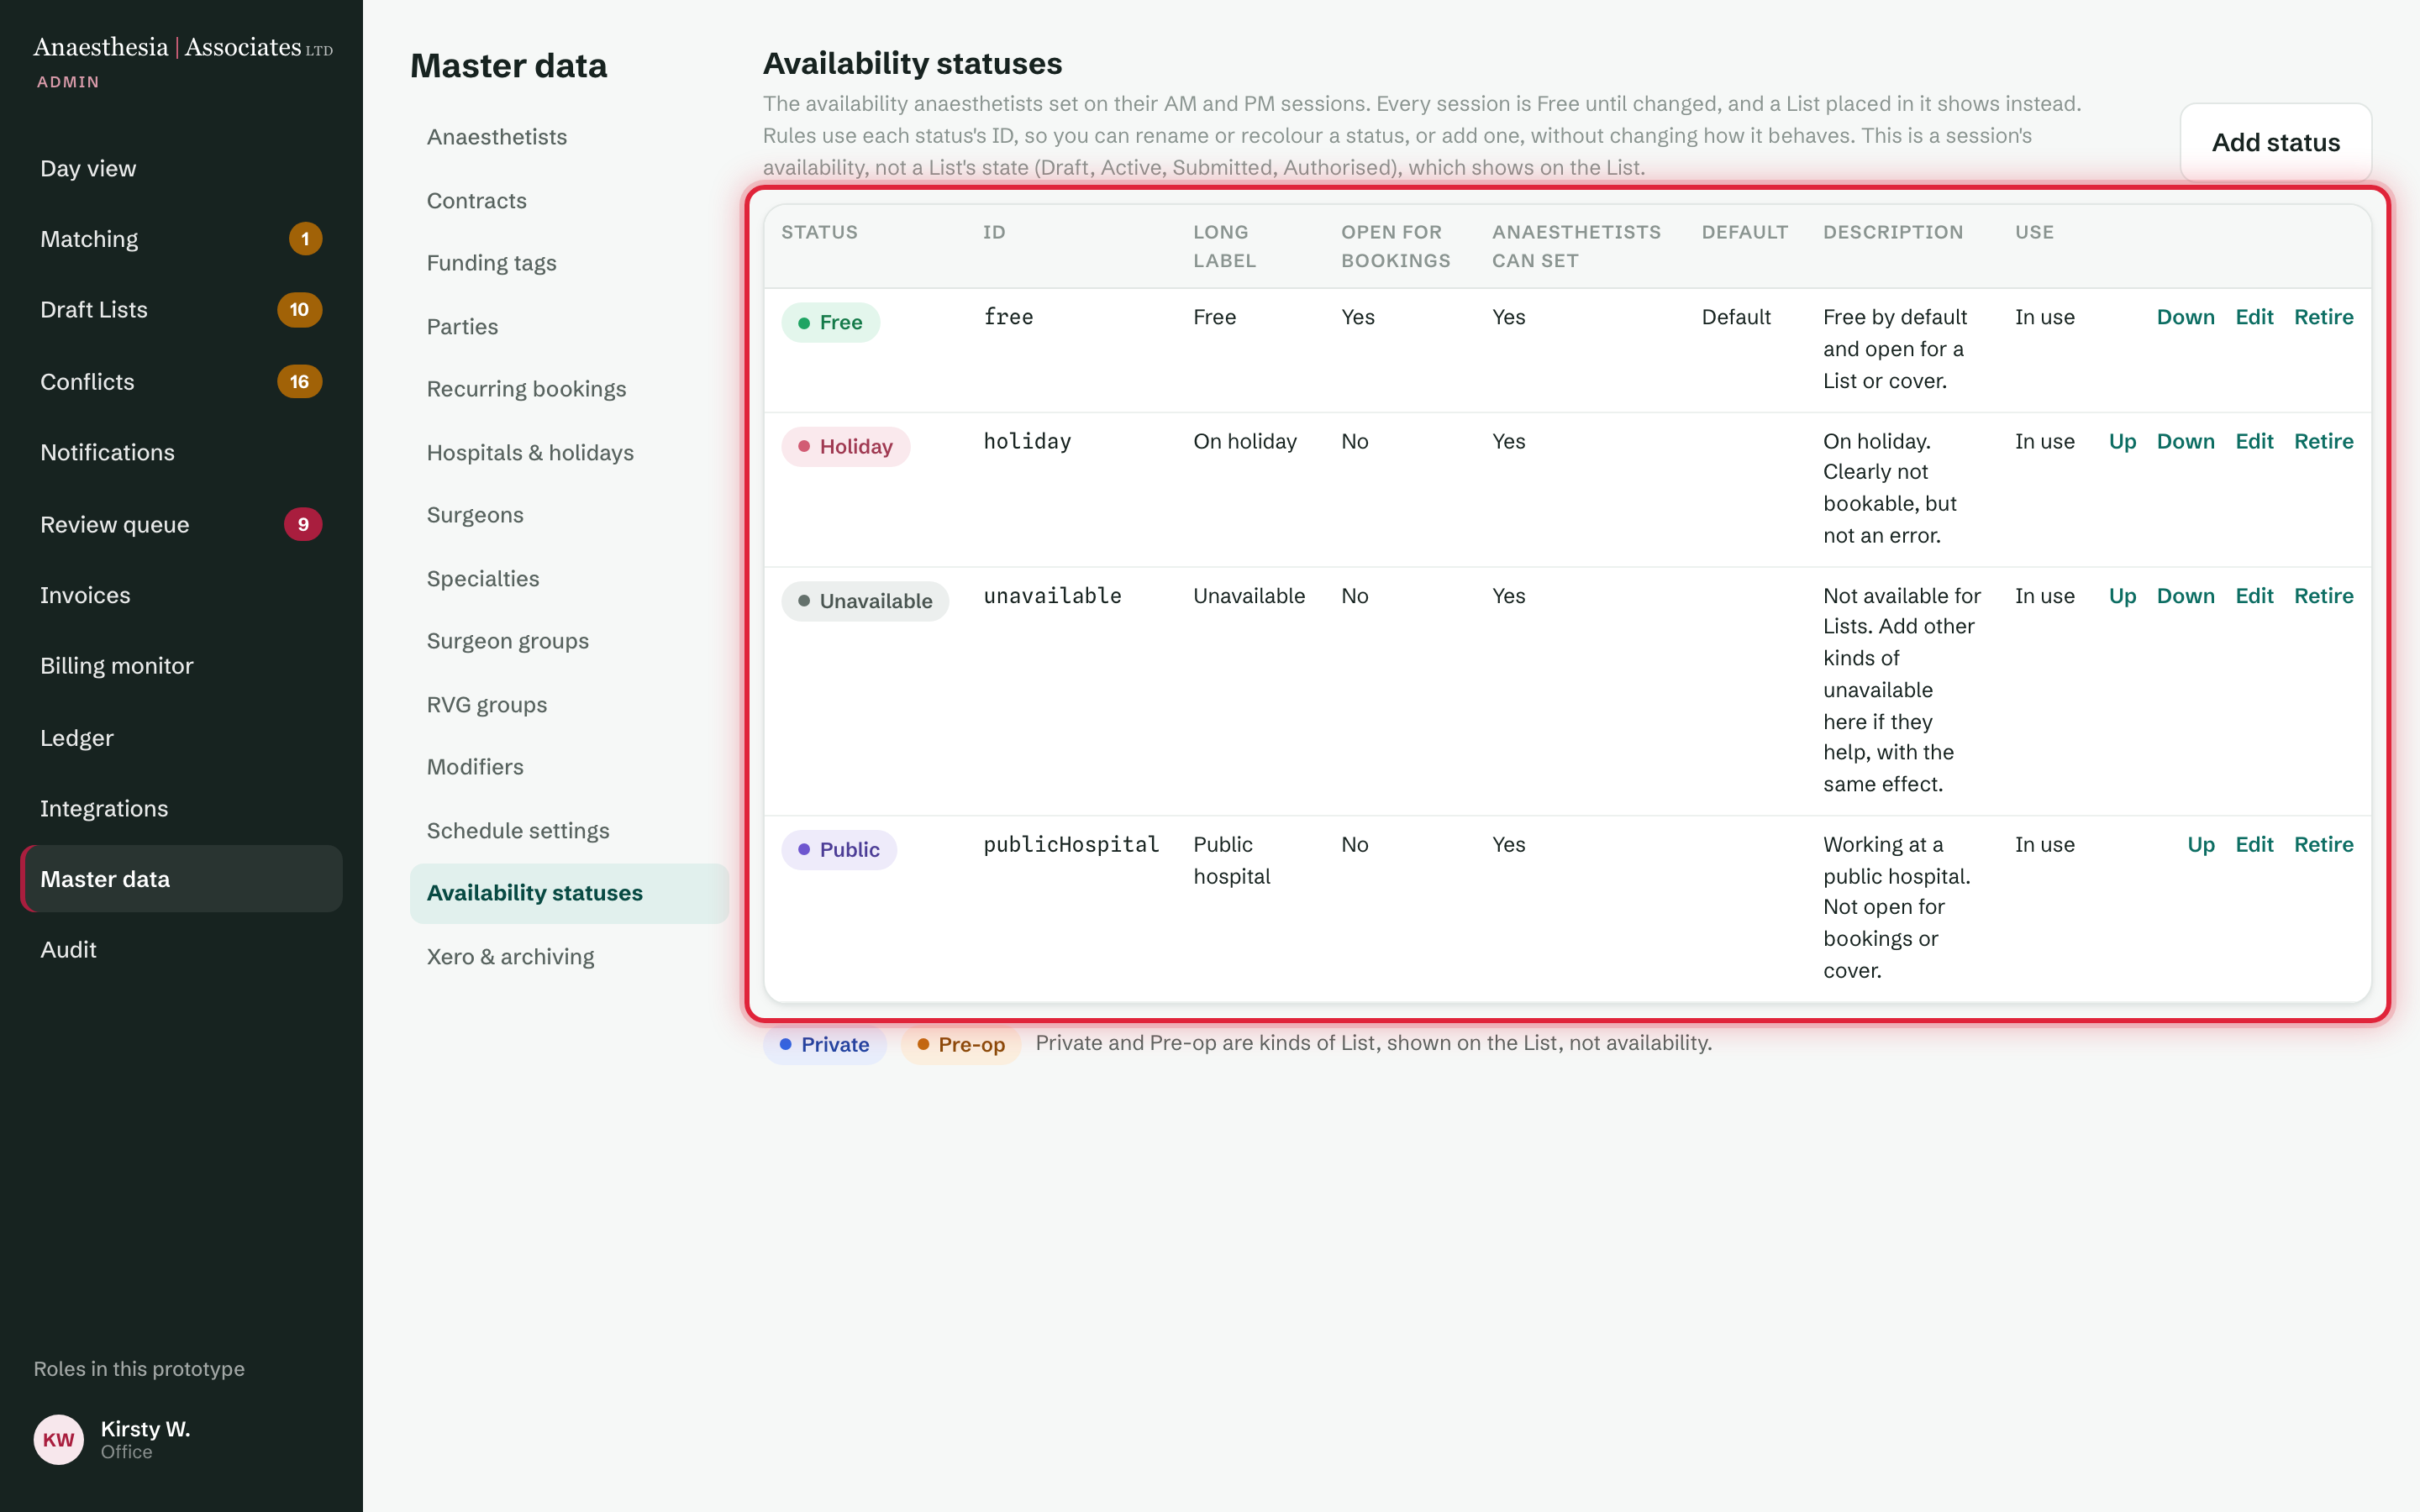 Anaesthesia | Associates LTD
ADMIN
Day view
Matching 1
Draft Lists 10
Conflicts 16
Notifications
Review queue 9
Invoices
Billing monitor
Ledger
Integrations
Master data
Audit
Roles in this prototype
KW Kirsty W.
Office
Master data
Anaesthetists
Contracts
Funding tags
Parties
Recurring bookings
Hospitals & holidays
Surgeons
Specialties
Surgeon groups
RVG groups
Modifiers
Schedule settings
Availability statuses
Xero & archiving
Availability statuses
The availability anaesthetists set on their AM and PM sessions. Every session is Free until changed, and a List placed in it shows instead.
Rules use each status's ID, so you can rename or recolour a status, or add one, without changing how it behaves. This is a session's
availability, not a List's state (Draft, Active, Submitted, Authorised), which shows on the List.
Add status
STATUS ID LONG OPEN FOR ANAESTHETISTS DEFAULT DESCRIPTION USE
LABEL BOOKINGS CAN SET
Free free Free Yes Yes Default Free by default In use Down Edit Retire
and open for a
List or cover.
Holiday holiday On holiday No Yes On holiday. In use Up Down Edit Retire
Clearly not
bookable, but
not an error.
Unavailable unavailable Unavailable No Yes Not available for In use Up Down Edit Retire
Lists. Add other
kinds of
unavailable
here if they
help, with the
same effect.
Public publicHospital Public No Yes Working at a In use Up Edit Retire
hospital public hospital.
Not open for
bookings or
cover.
Private Pre-op Private and Pre-op are kinds of List, shown on the List, not availability.